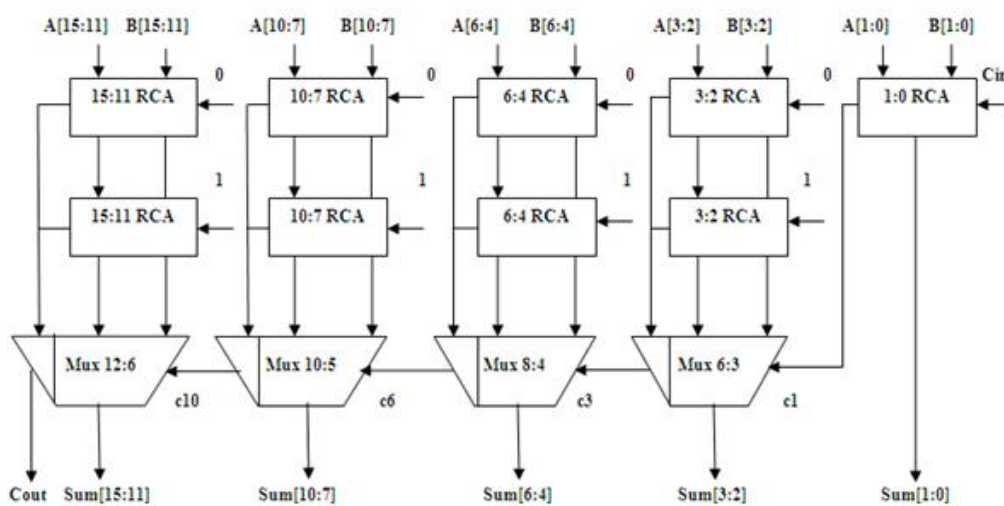 A[15:11] B[15:11] A[10:7] B[10:7] A[6:4] B[6:4] A[3:2] B[3:2] A[1:0] B[1:0]
0 0 0 0 Cin
15:11 RCA 10:7 RCA 6:4 RCA 3:2 RCA 1:0 RCA
1 1 1 1
15:11 RCA 10:7 RCA 6:4 RCA 3:2 RCA
Mux 12:6 Mux 10:5 Mux 8:4 Mux 6:3
c10 c6 c3 c1
Cout Sum[15:11] Sum[10:7] Sum[6:4] Sum[3:2] Sum[1:0]